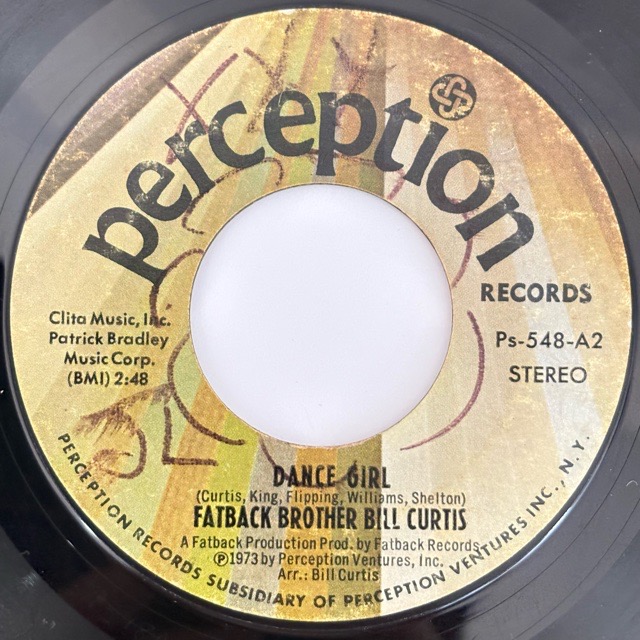 perception
RECORDS
Clita Music, Inc.
Patrick Bradley
Music Corp.
(BMI) 2:48
Ps-548-A2
STEREO
DANCE GIRL
(Curtis, King, Flipping, Williams, Shelton)
FATBACK BROTHER BILL CURTIS
A Fatback Production Prod. by Fatback Records
℗1973 by Perception Ventures, Inc.
Arr.: Bill Curtis
PERCEPTION RECORDS SUBSIDIARY OF PERCEPTION VENTURES INC., N.Y.